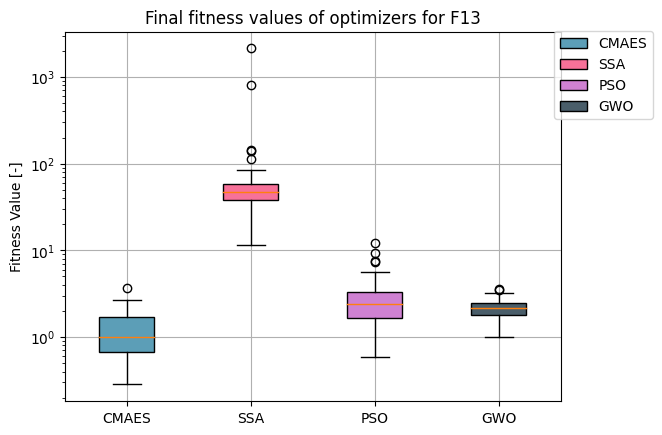 Final fitness values of optimizers for F13
CMAES
SSA
PSO
GWO
Fitness Value [-]
10³
10²
10¹
10⁰
CMAES SSA PSO GWO